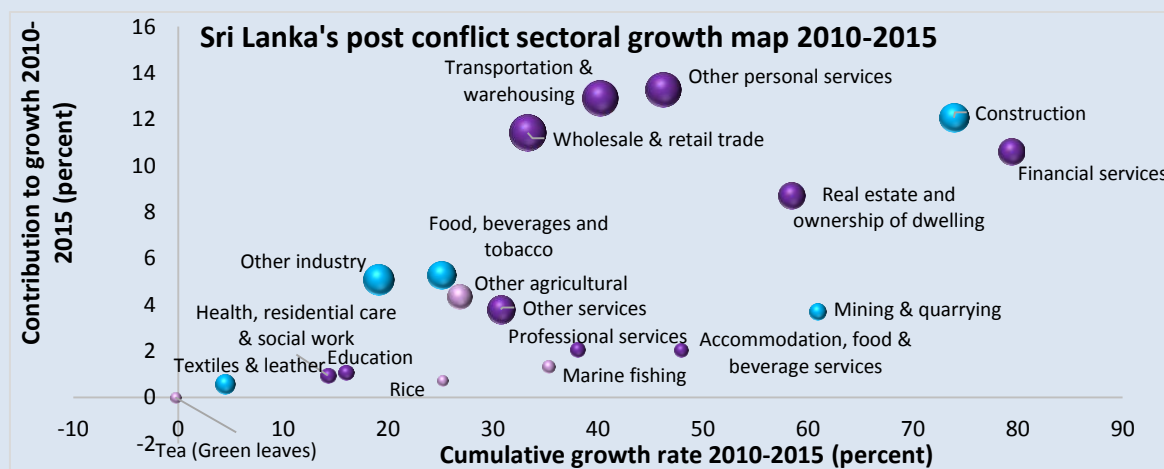 Sri Lanka's post conflict sectoral growth map 2010-2015
Contribution to growth 2010-
2015 (percent)
16
14
12
10
8
6
4
2
0
-2
Transportation &
warehousing
Other personal services
Wholesale & retail trade
Construction
Financial services
Real estate and
ownership of dwelling
Food, beverages and
tobacco
Other industry
Other agricultural
Other services
Mining & quarrying
Health, residential care
& social work
Professional services
Accommodation, food &
beverage services
Textiles & leather
Education
Marine fishing
Rice
Tea (Green leaves)
-10
0
10
20
30
40
50
60
70
80
90
Cumulative growth rate 2010-2015 (percent)